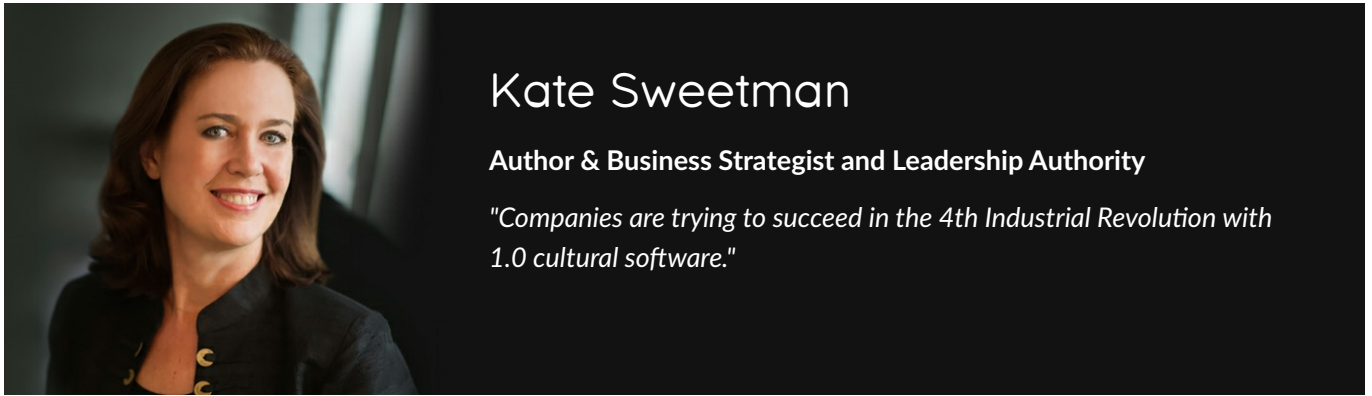 Kate Sweetman
Author & Business Strategist and Leadership Authority
"Companies are trying to succeed in the 4th Industrial Revolution with
1.0 cultural software."